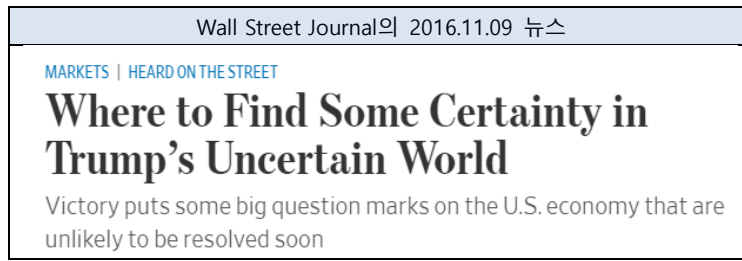 Wall Street Journal의 2016.11.09 뉴스
MARKETS | HEARD ON THE STREET
Where to Find Some Certainty in
Trump's Uncertain World
Victory puts some big question marks on the U.S. economy that are
unlikely to be resolved soon